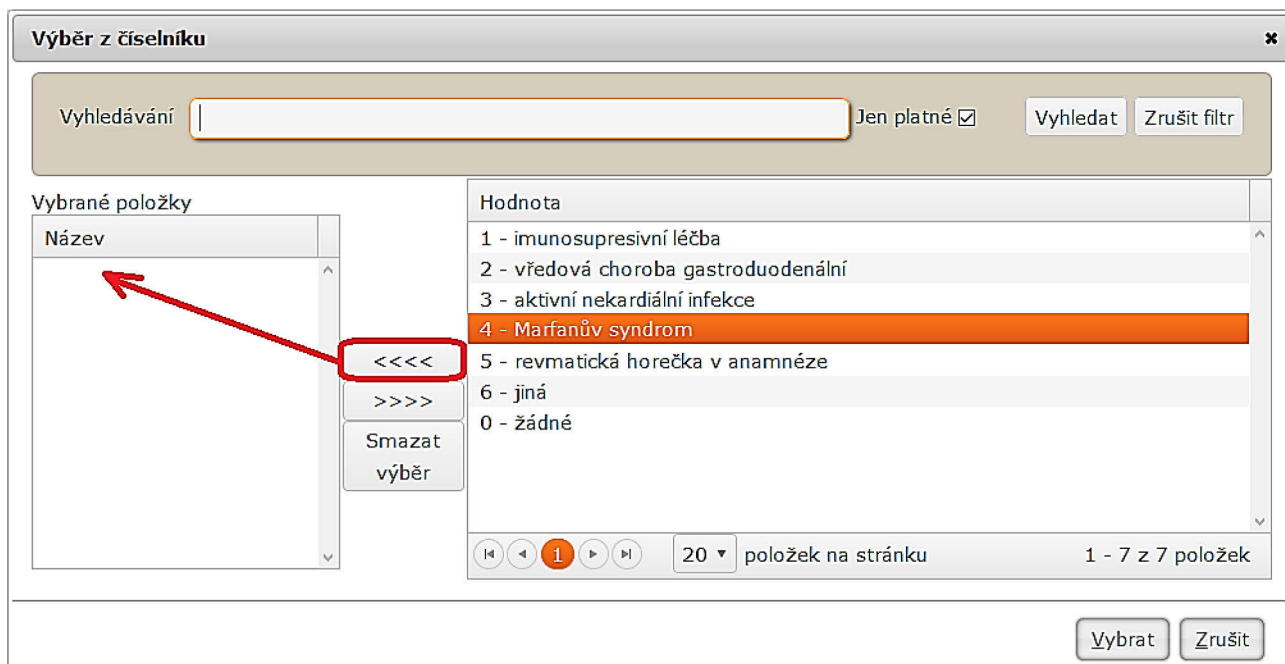 Výběr z číselníku
Vyhledávání Jen platné Vyhledat Zrušit filtr
Vybrané položky
Název
<<<<
>>>>
Smazat
výběr
Hodnota
1 - imunosupresivní léčba
2 - vředová choroba gastroduodenální
3 - aktivní nekardiální infekce
4 - Marfanův syndrom
5 - revmatická horečka v anamnéze
6 - jiná
0 - žádné
1 20 položek na stránku 1 - 7 z 7 položek
Vybrat Zrušit